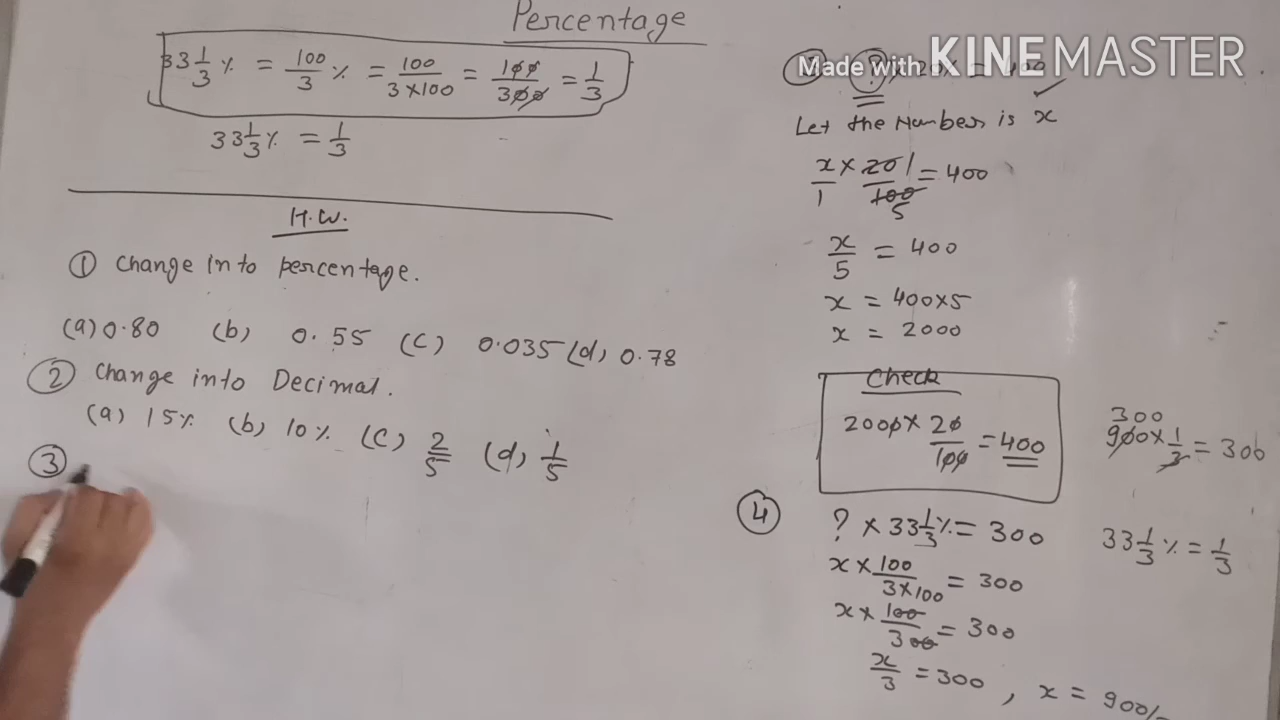 Percentage
33 1/3 % = 100/3 % = 100/3×100 = 100/300 = 1/3
33 1/3 % = 1/3
H.W.
① Change Into percentage.
(a) 0.80 (b) 0.55 (c) 0.035 (d) 0.78
② Change into Decimal.
(a) 15% (b) 10% (c) 2/5 (d) 1/5
③
Made with KINEMASTER
Let the Number is x
x/1 × 20/100 1/5 = 400
x/5 = 400
x = 400×5
x = 2000
Check
2000 × 20/100 = 400
300
900 × 1/3 = 300
④ ? × 33 1/3 % = 300
33 1/3 % = 1/3
x × 100/3×100 = 300
x × 100/300 = 300
x/3 = 300, x = 900/-